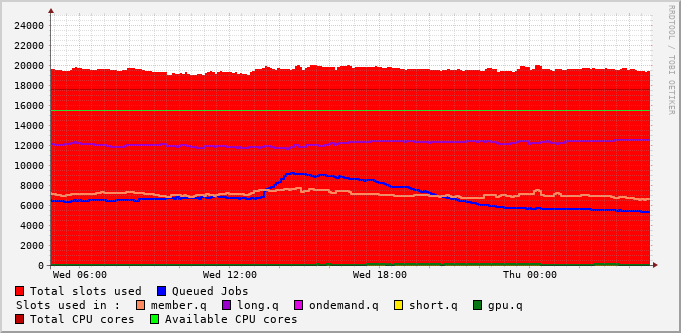 24000
22000
20000
18000
16000
14000
12000
10000
8000
6000
4000
2000
0
Wed 06:00 Wed 12:00 Wed 18:00 Thu 00:00
Total slots used Queued Jobs
Slots used in : member.q long.q ondemand.q short.q gpu.q
Total CPU cores Available CPU cores
RRDTOOL / TOBI OETIKER